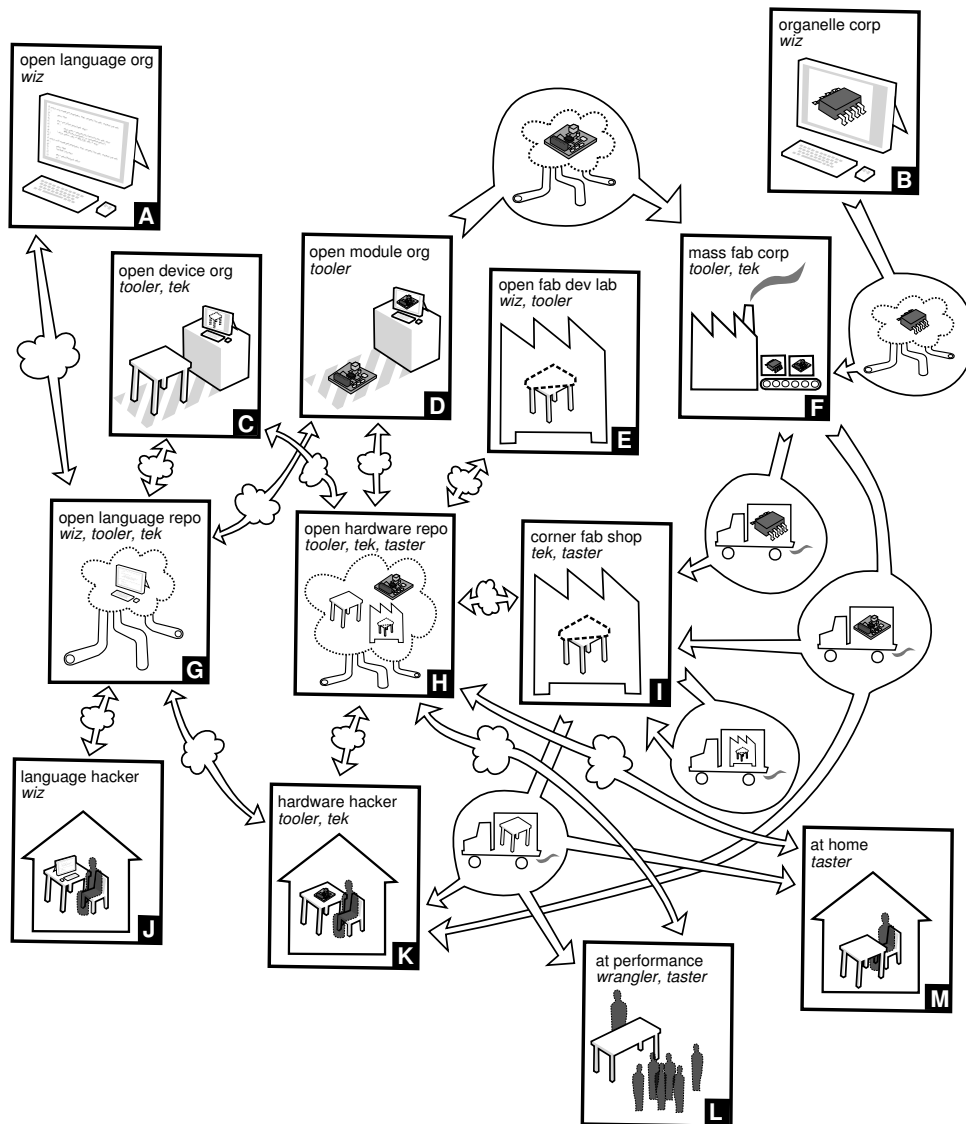 open language org
wiz
A
organelle corp
wiz
B
open device org
tooler, tek
C
open module org
tooler
D
open fab dev lab
wiz, tooler
E
mass fab corp
tooler, tek
F
open language repo
wiz, tooler, tek
G
open hardware repo
tooler, tek, taster
H
corner fab shop
tek, taster
I
language hacker
wiz
J
hardware hacker
tooler, tek
K
at performance
wrangler, taster
L
at home
taster
M